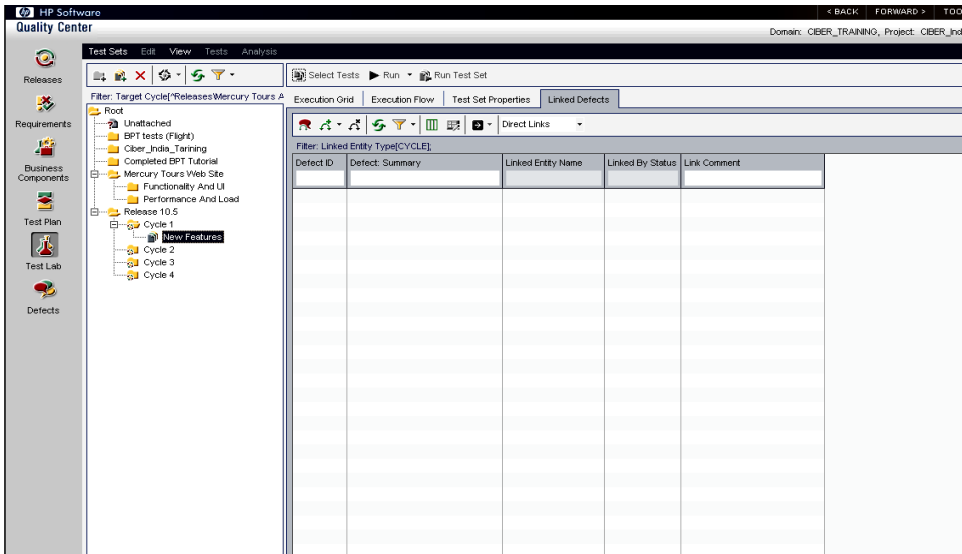 HP Software
< BACK FORWARD > TOO
Quality Center
Domain: CIBER_TRAINING, Project: CIBER_Ind
Test Sets Edit View Tests Analysis
Releases
Requirements
Business Components
Test Plan
Test Lab
Defects
Filter: Target Cycle[^Releases\Mercury Tours A
Root
Unattached
BPT tests (Flight)
Ciber_India_Tarining
Completed BPT Tutorial
Mercury Tours Web Site
Functionality And UI
Performance And Load
Release 10.5
Cycle 1
New Features
Cycle 2
Cycle 3
Cycle 4
Select Tests Run Run Test Set
Execution Grid Execution Flow Test Set Properties Linked Defects
Direct Links
Filter: Linked Entity Type[CYCLE];
Defect ID Defect: Summary Linked Entity Name Linked By Status Link Comment